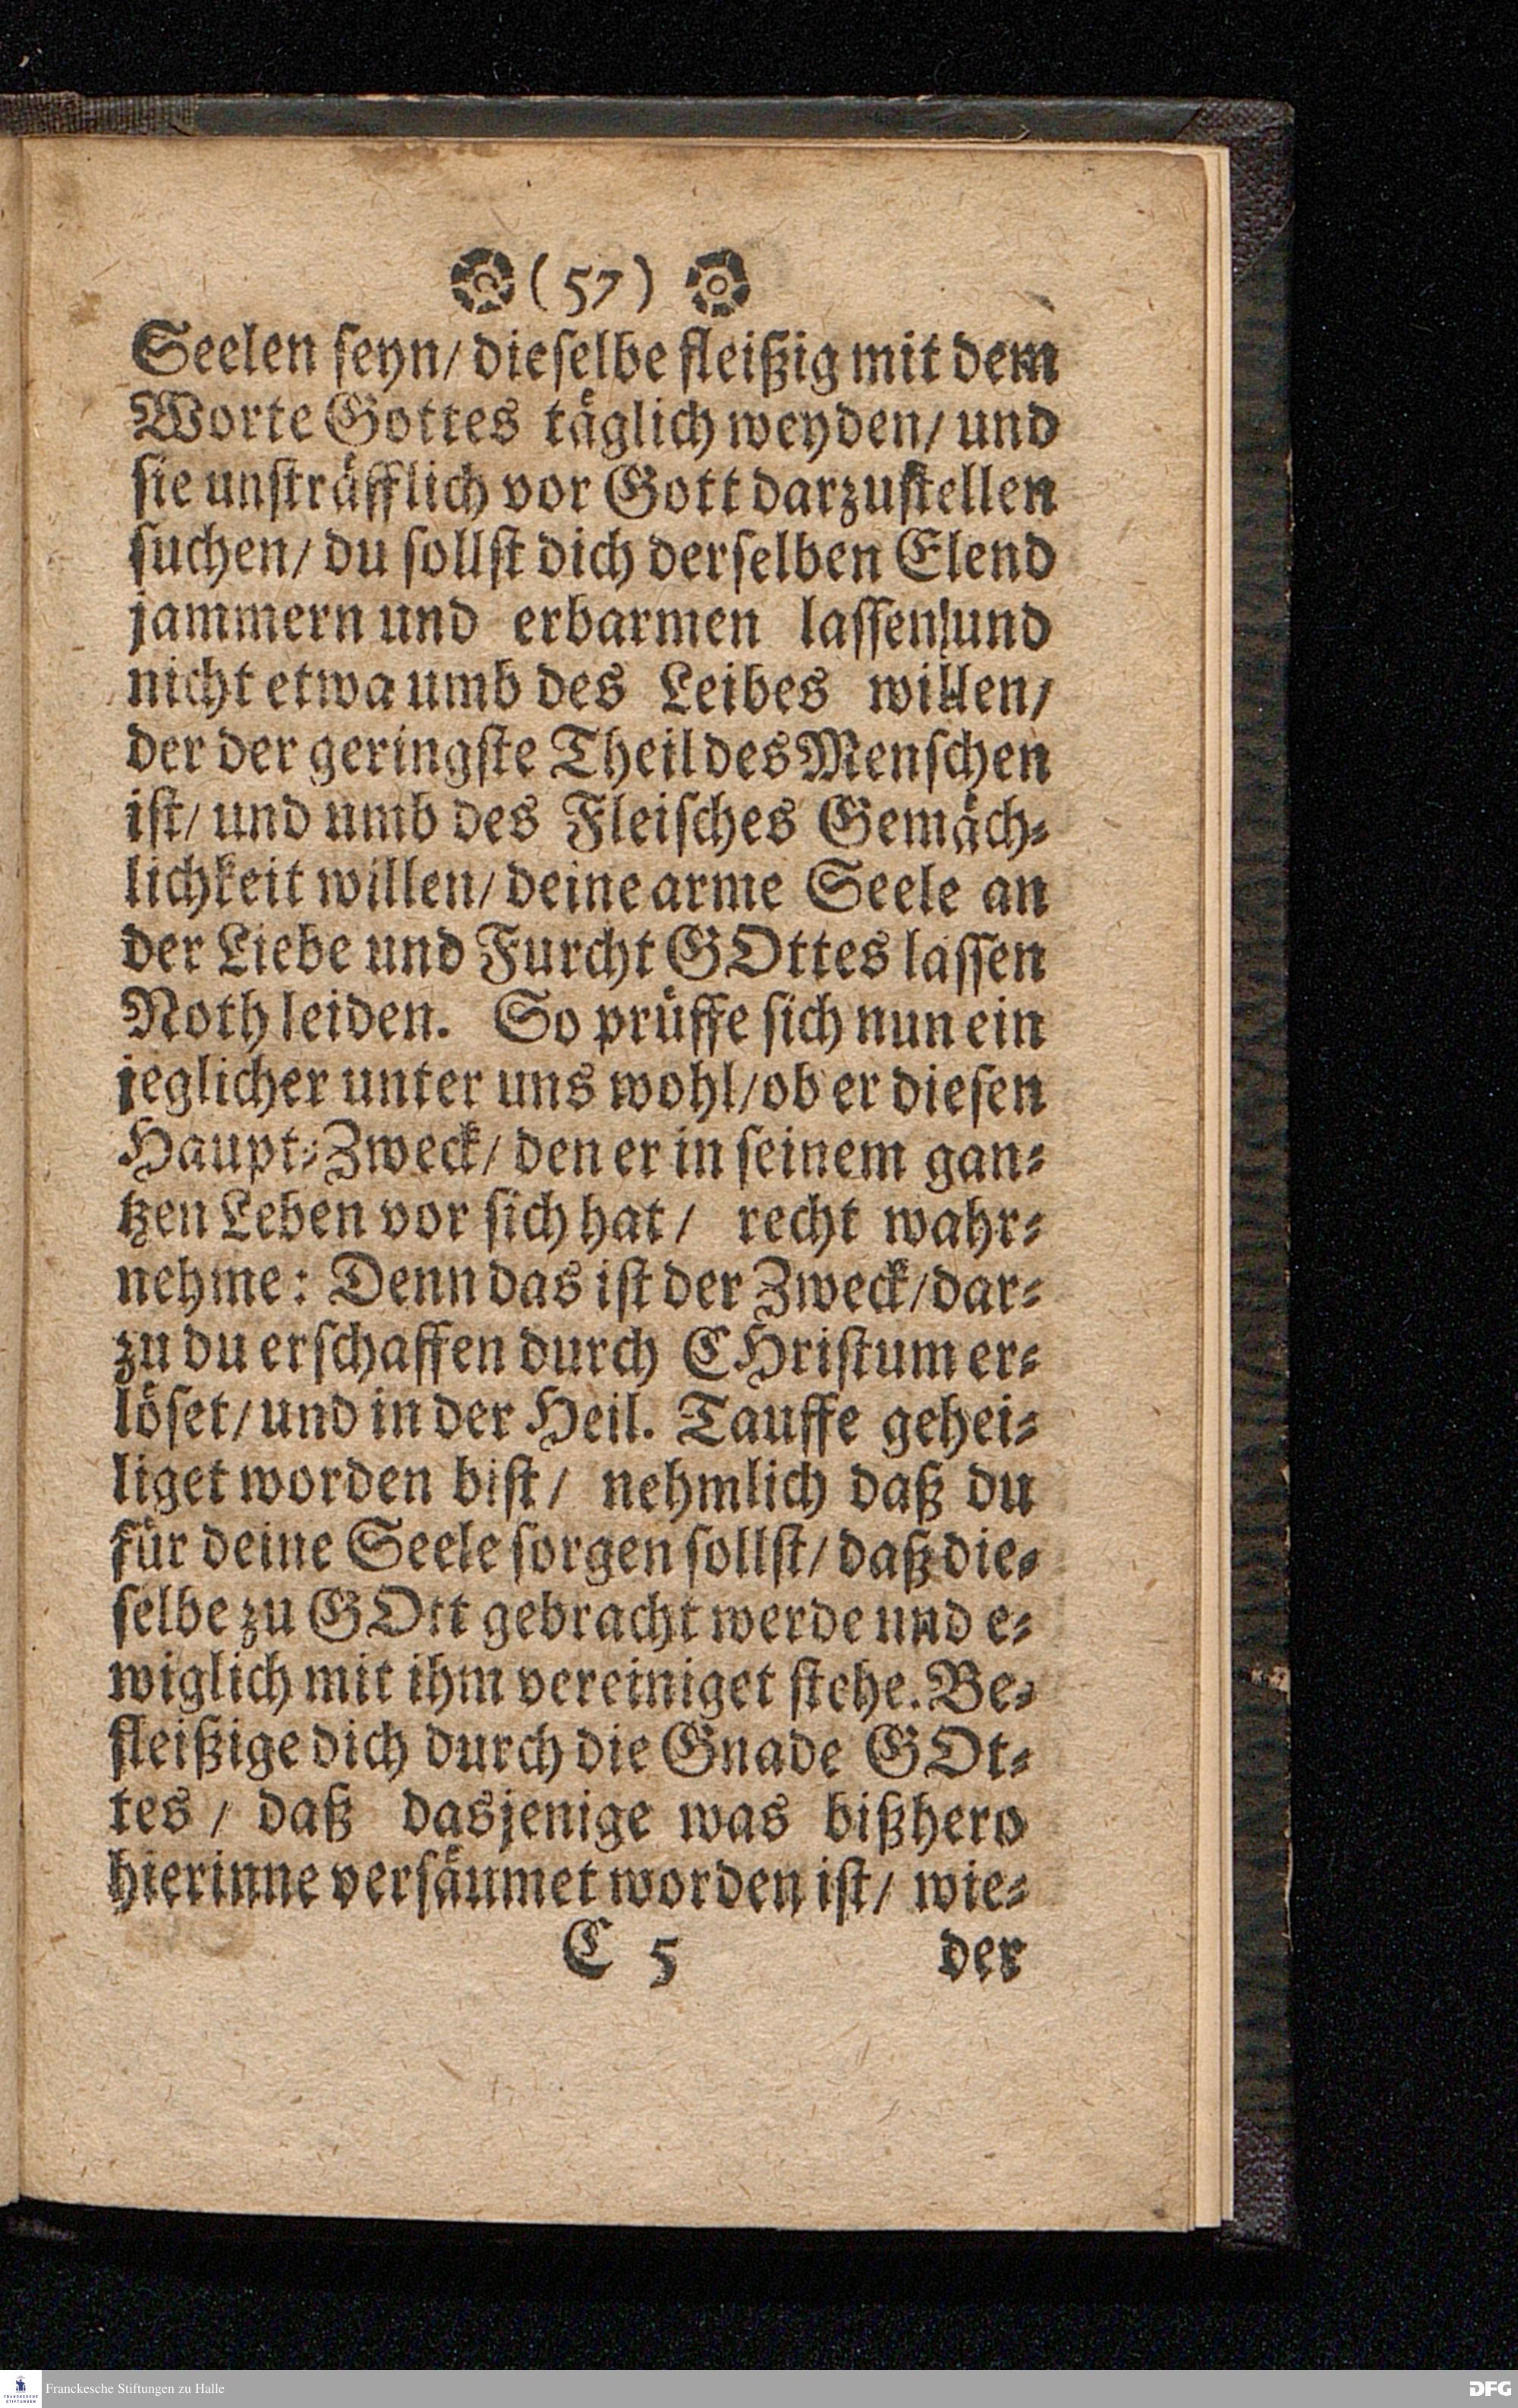 (57)
Seelen seyn/ dieselbe fleißig mit dem
Worte Gottes täglich weyden/ und
sie unsträfflich vor Gott darzustellen
suchen/ du sollst dich derselben Elend
jammern und erbarmen lassen/ und
nicht etwa umb des Leibes willen/
der der geringste Theil des Menschen
ist/ und umb des Fleisches Gemäch-
lichkeit willen/ deine arme Seele an
der Liebe und Furcht GOttes lassen
Noth leiden. So prüffe sich nun ein
jeglicher unter uns wohl/ ob er diesen
Haupt-Zweck/ den er in seinem gan-
tzen Leben vor sich hat/ recht wahr-
nehme: Denn das ist der Zweck/ dar-
zu du erschaffen durch CHristum er-
löset/ und in der Heil. Tauffe gehei-
liget worden bist/ nehmlich daß du
für deine Seele sorgen sollst/ daß die-
selbe zu GOtt gebracht werde und e-
wiglich mit ihm vereiniget stehe. Be-
fleißige dich durch die Gnade GOt-
tes/ daß dasjenige was bißhero
hierinne versäumet worden ist/ wie-
C 5 der
FRANCKESCHE STIFTUNGEN
Franckesche Stiftungen zu Halle
DFG